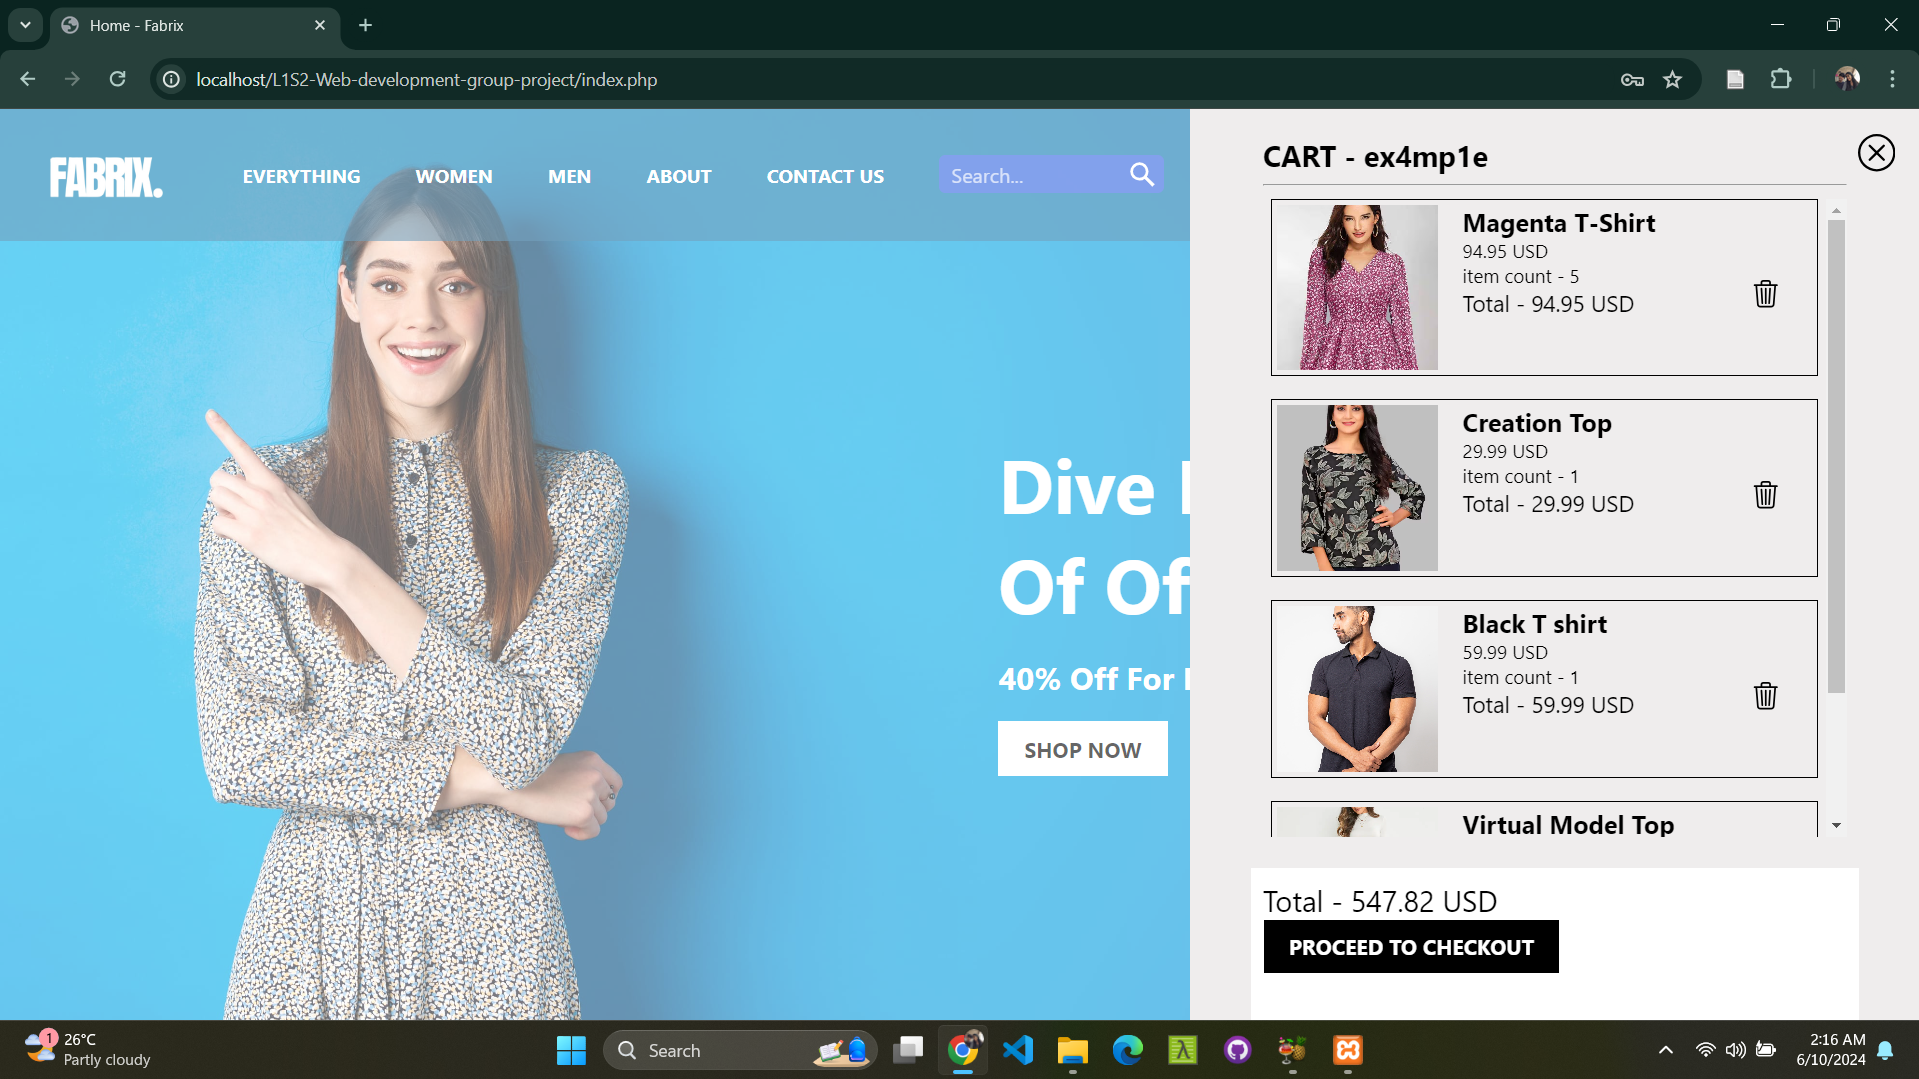 Home - Fabrix
localhost/L1S2-Web-development-group-project/index.php
FABRIX.
EVERYTHING
WOMEN
MEN
ABOUT
CONTACT US
Search...
Dive
Of Of
40% Off For
SHOP NOW
CART - ex4mp1e
Magenta T-Shirt
94.95 USD
item count - 5
Total - 94.95 USD
Creation Top
29.99 USD
item count - 1
Total - 29.99 USD
Black T shirt
59.99 USD
item count - 1
Total - 59.99 USD
Virtual Model Top
Total - 547.82 USD
PROCEED TO CHECKOUT
1
26°C
Partly cloudy
Search
2:16 AM
6/10/2024